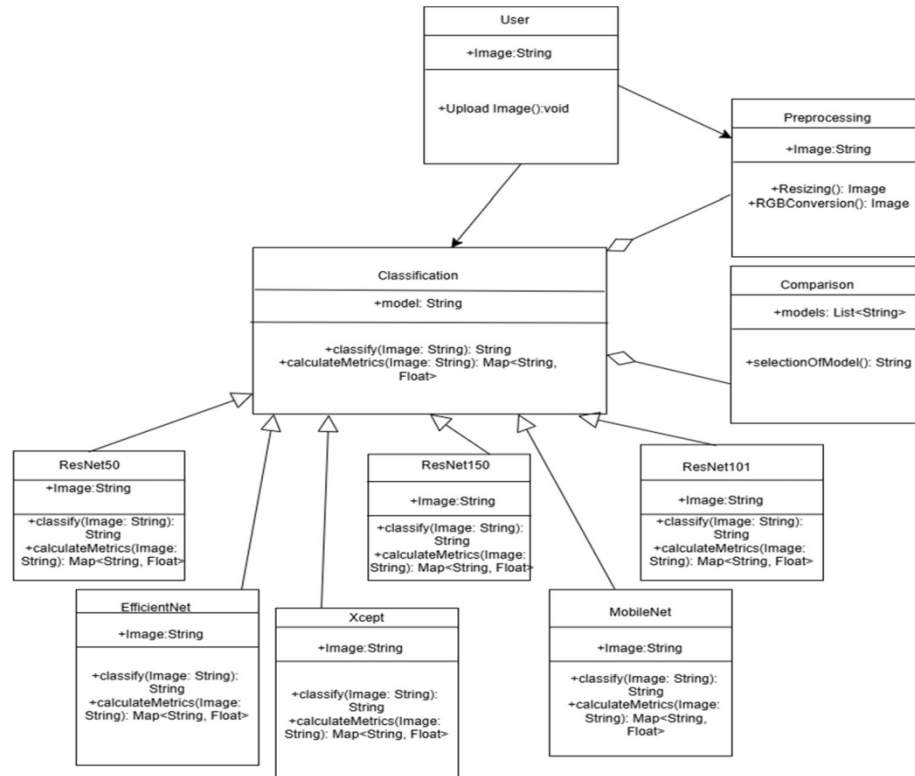 User
+Image:String
+Upload Image():void
Preprocessing
+Image:String
+Resizing(): Image
+RGBConversion(): Image
Classification
+model: String
+classify(Image: String): String
+calculateMetrics(Image: String): Map<String,
Float>
Comparison
+models: List<String>
+selectionOfModel(): String
ResNet50
+Image:String
+classify(Image: String):
String
+calculateMetrics(Image:
String): Map<String, Float>
ResNet150
+Image:String
+classify(Image: String):
String
+calculateMetrics(Image:
String): Map<String, Float>
ResNet101
+Image:String
+classify(Image: String):
String
+calculateMetrics(Image:
String): Map<String, Float>
EfficientNet
+Image:String
+classify(Image: String):
String
+calculateMetrics(Image:
String): Map<String, Float>
Xcept
+Image:String
+classify(Image: String):
String
+calculateMetrics(Image:
String): Map<String, Float>
MobileNet
+Image:String
+classify(Image: String):
String
+calculateMetrics(Image:
String): Map<String,
Float>